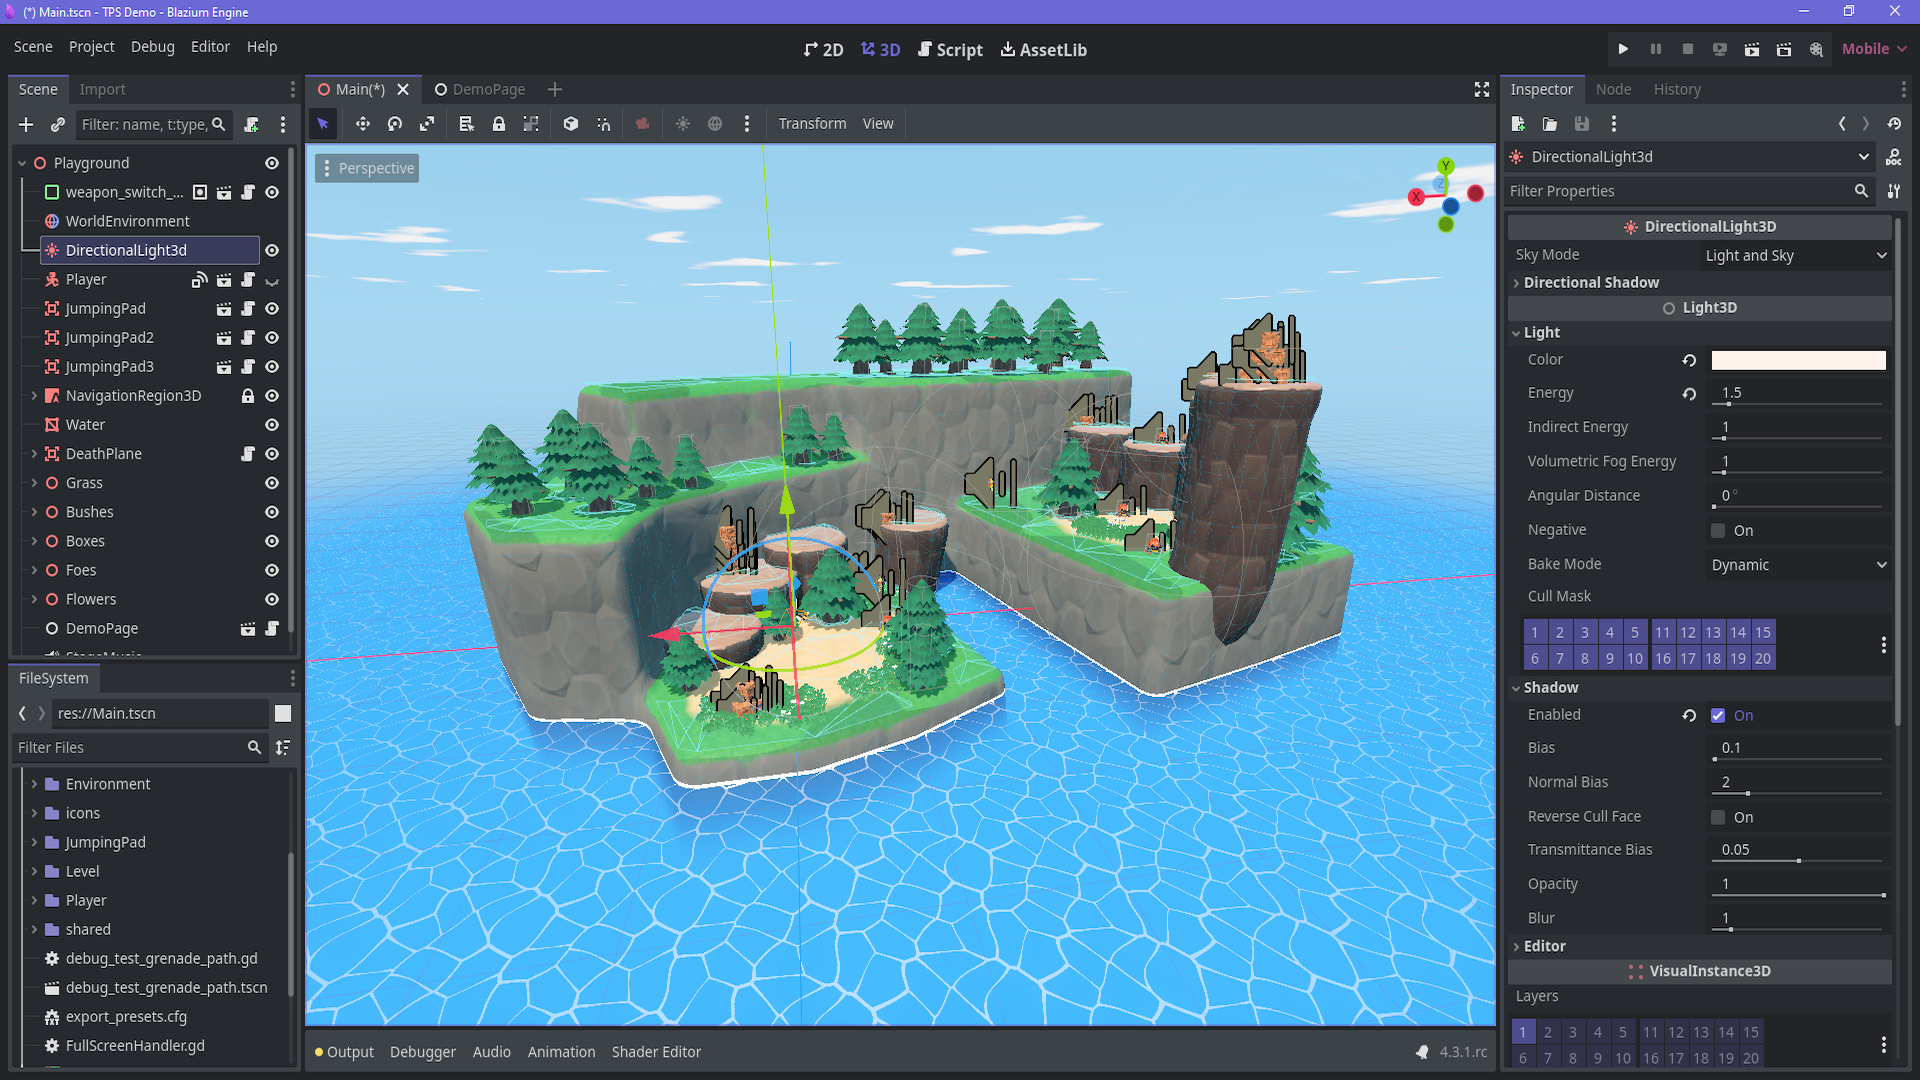 (*) Main.tscn - TPS Demo - Blazium Engine
Scene Project Debug Editor Help
2D 3D Script AssetLib
Mobile
Scene Import
Filter: name, t:type,
Playground
weapon_switch_...
WorldEnvironment
DirectionalLight3d
Player
JumpingPad
JumpingPad2
JumpingPad3
NavigationRegion3D
Water
DeathPlane
Grass
Bushes
Boxes
Foes
Flowers
DemoPage
FileSystem
res://Main.tscn
Filter Files
Environment
icons
JumpingPad
Level
Player
shared
debug_test_grenade_path.gd
debug_test_grenade_path.tscn
export_presets.cfg
FullScreenHandler.gd
Main(*) DemoPage
Transform View
Perspective
Y
Z
X
Output Debugger Audio Animation Shader Editor
4.3.1.rc
Inspector Node History
DirectionalLight3d
Filter Properties
DirectionalLight3D
Sky Mode Light and Sky
Directional Shadow
Light3D
Light
Color
Energy 1.5
Indirect Energy 1
Volumetric Fog Energy 1
Angular Distance 0 °
Negative On
Bake Mode Dynamic
Cull Mask
1 2 3 4 5 11 12 13 14 15
6 7 8 9 10 16 17 18 19 20
Shadow
Enabled On
Bias 0.1
Normal Bias 2
Reverse Cull Face On
Transmittance Bias 0.05
Opacity 1
Blur 1
Editor
VisualInstance3D
Layers
1 2 3 4 5 11 12 13 14 15
6 7 8 9 10 16 17 18 19 20